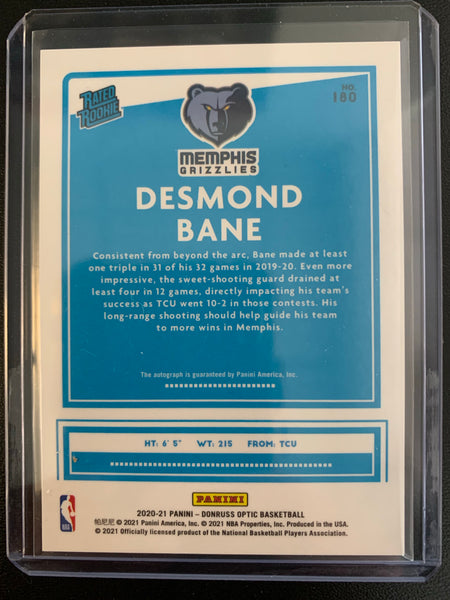 RATED
ROOKIE
NO.
180
MEMPHIS
GRIZZLIES
DESMOND
BANE
Consistent from beyond the arc, Bane made at least
one triple in 31 of his 32 games in 2019-20. Even more
impressive, the sweet-shooting guard drained at
least four in 12 games, directly impacting his team's
success as TCU went 10-2 in those contests. His
long-range shooting should help guide his team
to more wins in Memphis.
The autograph is guaranteed by Panini America, Inc.
HT: 6' 5" WT: 215 FROM: TCU
PANINI
2020-21 PANINI – DONRUSS OPTIC BASKETBALL
帕尼尼 © 2021 Panini America, Inc. © 2021 NBA Properties, Inc. Produced in the USA.
© 2021 Officially licensed product of the National Basketball Players Association.
NBA